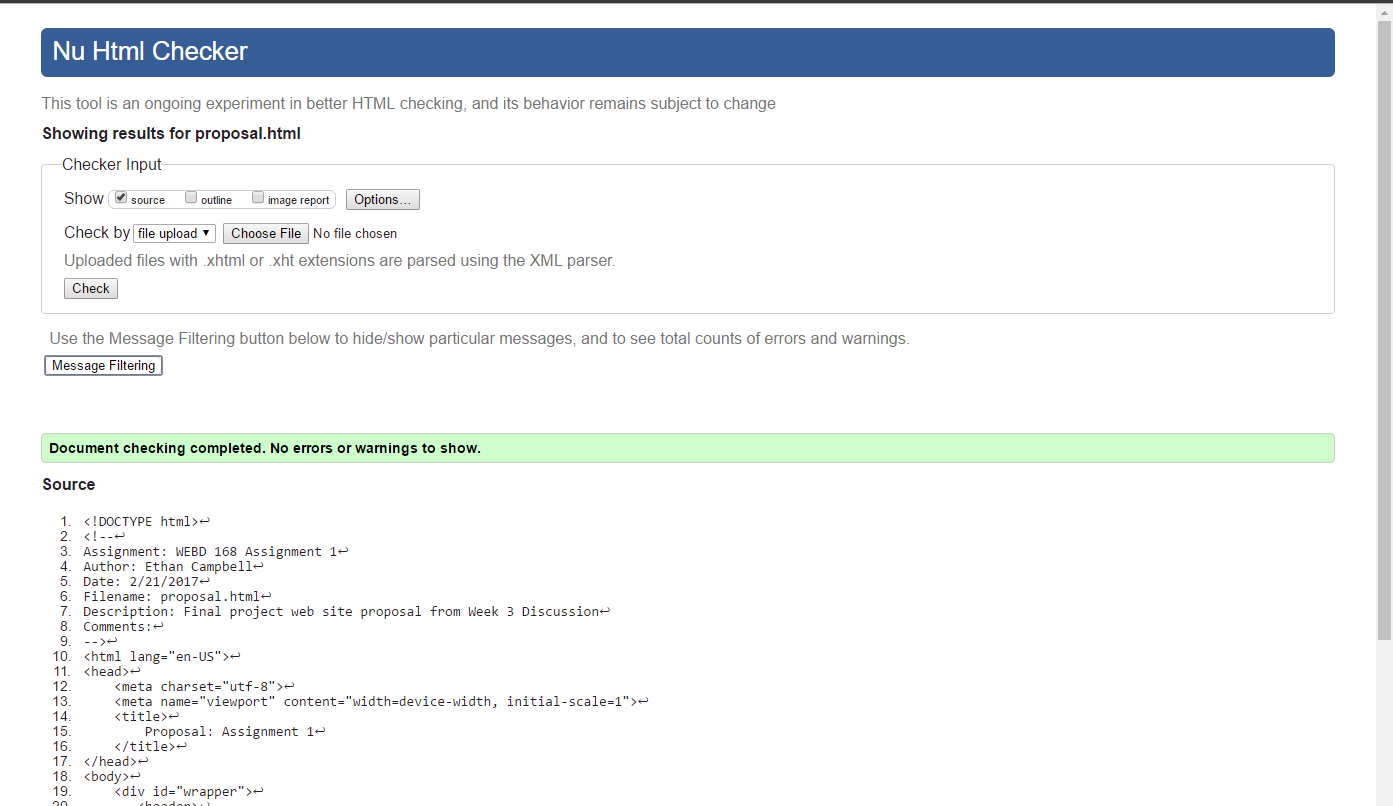 Nu Html Checker
This tool is an ongoing experiment in better HTML checking, and its behavior remains subject to change
Showing results for proposal.html
Checker Input
Show source outline image report Options...
Check by file upload ▼ Choose File No file chosen
Uploaded files with .xhtml or .xht extensions are parsed using the XML parser.
Check
Use the Message Filtering button below to hide/show particular messages, and to see total counts of errors and warnings.
Message Filtering
Document checking completed. No errors or warnings to show.
Source
1. <!DOCTYPE html>↩
2. <!--↩
3. Assignment: WEBD 168 Assignment 1↩
4. Author: Ethan Campbell↩
5. Date: 2/21/2017↩
6. Filename: proposal.html↩
7. Description: Final project web site proposal from Week 3 Discussion↩
8. Comments:↩
9. -->↩
10. <html lang="en-US">↩
11. <head>↩
12.     <meta charset="utf-8">↩
13.     <meta name="viewport" content="width=device-width, initial-scale=1">↩
14.     <title>↩
15.         Proposal: Assignment 1↩
16.     </title>↩
17. </head>↩
18. <body>↩
19.     <div id="wrapper">↩
20.        <header>↩